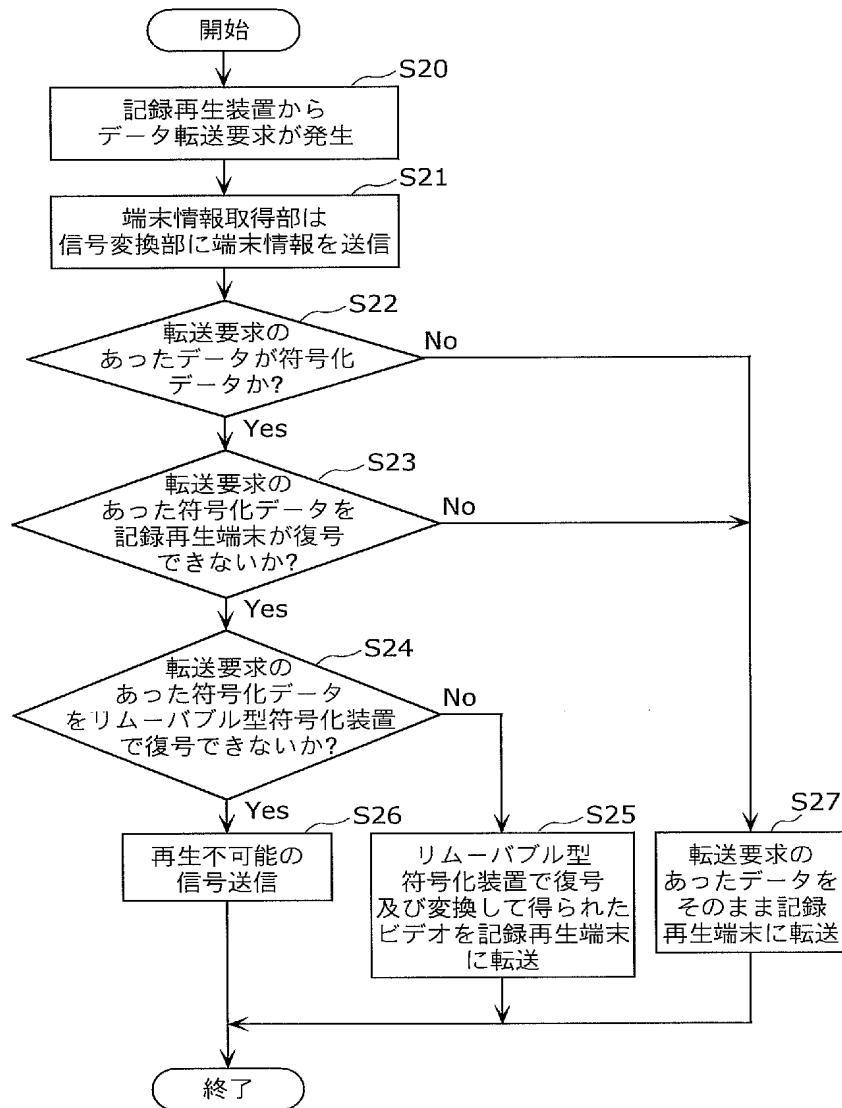 開始
S20
記録再生装置から
データ転送要求が発生
S21
端末情報取得部は
信号変換部に端末情報を送信
S22
転送要求の
あったデータが符号化
データか?
No
Yes
S23
転送要求の
あった符号化データを
記録再生端末が復号
できないか?
No
Yes
S24
転送要求の
あった符号化データ
をリムーバブル型符号化装置
で復号できないか?
No
Yes
S26
再生不可能の
信号送信
S25
リムーバブル型
符号化装置で復号
及び変換して得られた
ビデオを記録再生端末
に転送
S27
転送要求の
あったデータを
そのまま記録
再生端末に転送
終了